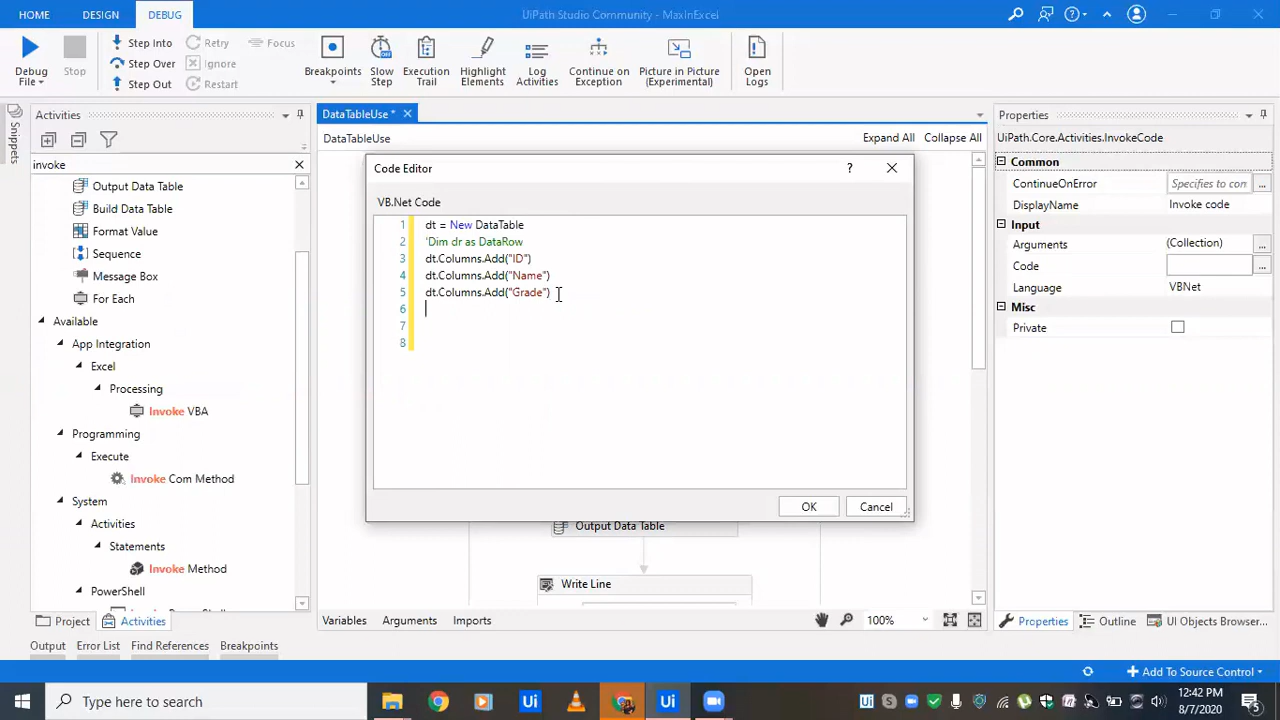 HOME
DESIGN
DEBUG
UiPath Studio Community - MaxInExcel
Debug File
Stop
Step Into
Step Over
Step Out
Retry
Ignore
Restart
Focus
Breakpoints
Slow Step
Execution Trail
Highlight Elements
Log Activities
Continue on Exception
Picture in Picture (Experimental)
Open Logs
Snippets
Activities
invoke
Output Data Table
Build Data Table
Format Value
Sequence
Message Box
For Each
Available
App Integration
Excel
Processing
Invoke VBA
Programming
Execute
Invoke Com Method
System
Activities
Statements
Invoke Method
PowerShell
Project
Activities
DataTableUse *
DataTableUse
Expand All
Collapse All
Code Editor
?
VB.Net Code
1 dt = New DataTable
2 'Dim dr as DataRow
3 dt.Columns.Add("ID")
4 dt.Columns.Add("Name")
5 dt.Columns.Add("Grade")
6
7
8
OK
Cancel
Output Data Table
Write Line
Variables
Arguments
Imports
100%
Properties
UiPath.Core.Activities.InvokeCode
Common
ContinueOnError
Specifies to con
...
DisplayName
Invoke code
Input
Arguments
(Collection)
...
Code
...
Language
VBNet
Misc
Private
Properties
Outline
UI Objects Browser...
Output
Error List
Find References
Breakpoints
Add To Source Control
Type here to search
Ui
Ui
Ui
12:42 PM
8/7/2020
5